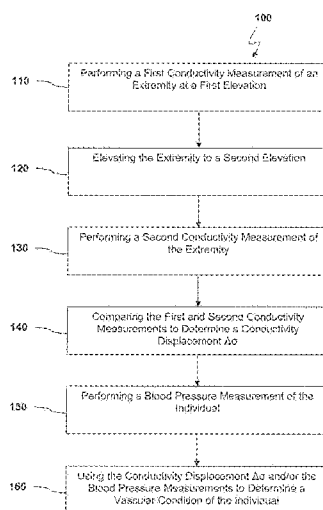 100
110
Performing a First Conductivity Measurement of an
Extremity at a First Elevation
120
Elevating the Extremity to a Second Elevation
130
Performing a Second Conductivity Measurement of
the Extremity
140
Comparing the First and Second Conductivity
Measurements to Determine a Conductivity
Displacement Δσ
150
Performing a Blood Pressure Measurement of the
Individual
160
Using the Conductivity Displacement Δσ and/or the
Blood Pressure Measurements to Determine a
Vascular Condition of the Individual